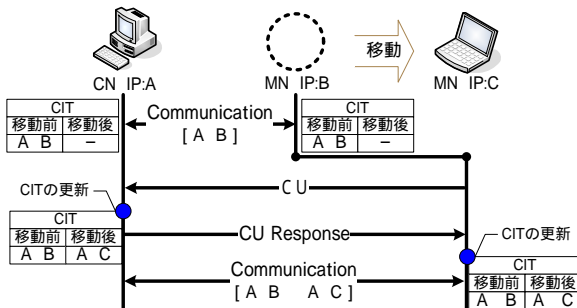 移動
CN IP:A
MN IP:B
MN IP:C
CIT
移動前 移動後
A B –
Communication
[ A B ]
CIT
移動前 移動後
A B –
CU
CITの更新
CIT
移動前 移動後
A B A C
CU Response
CITの更新
Communication
[ A B A C ]
CIT
移動前 移動後
A B A C